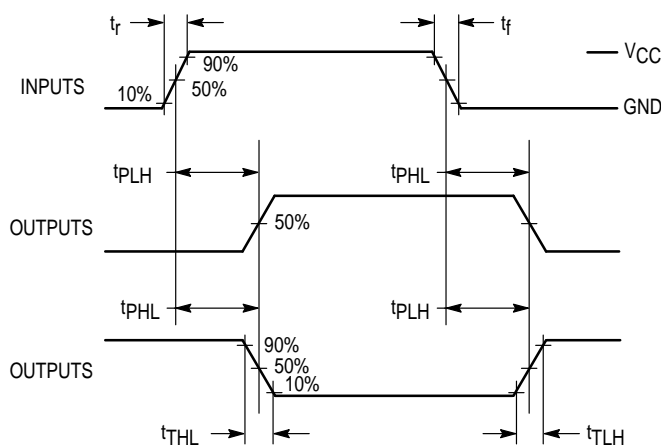 tr
tf
VCC
90%
INPUTS
50%
10%
GND
tPLH
tPHL
50%
OUTPUTS
tPHL
tPLH
90%
OUTPUTS
50%
10%
tTHL
tTLH